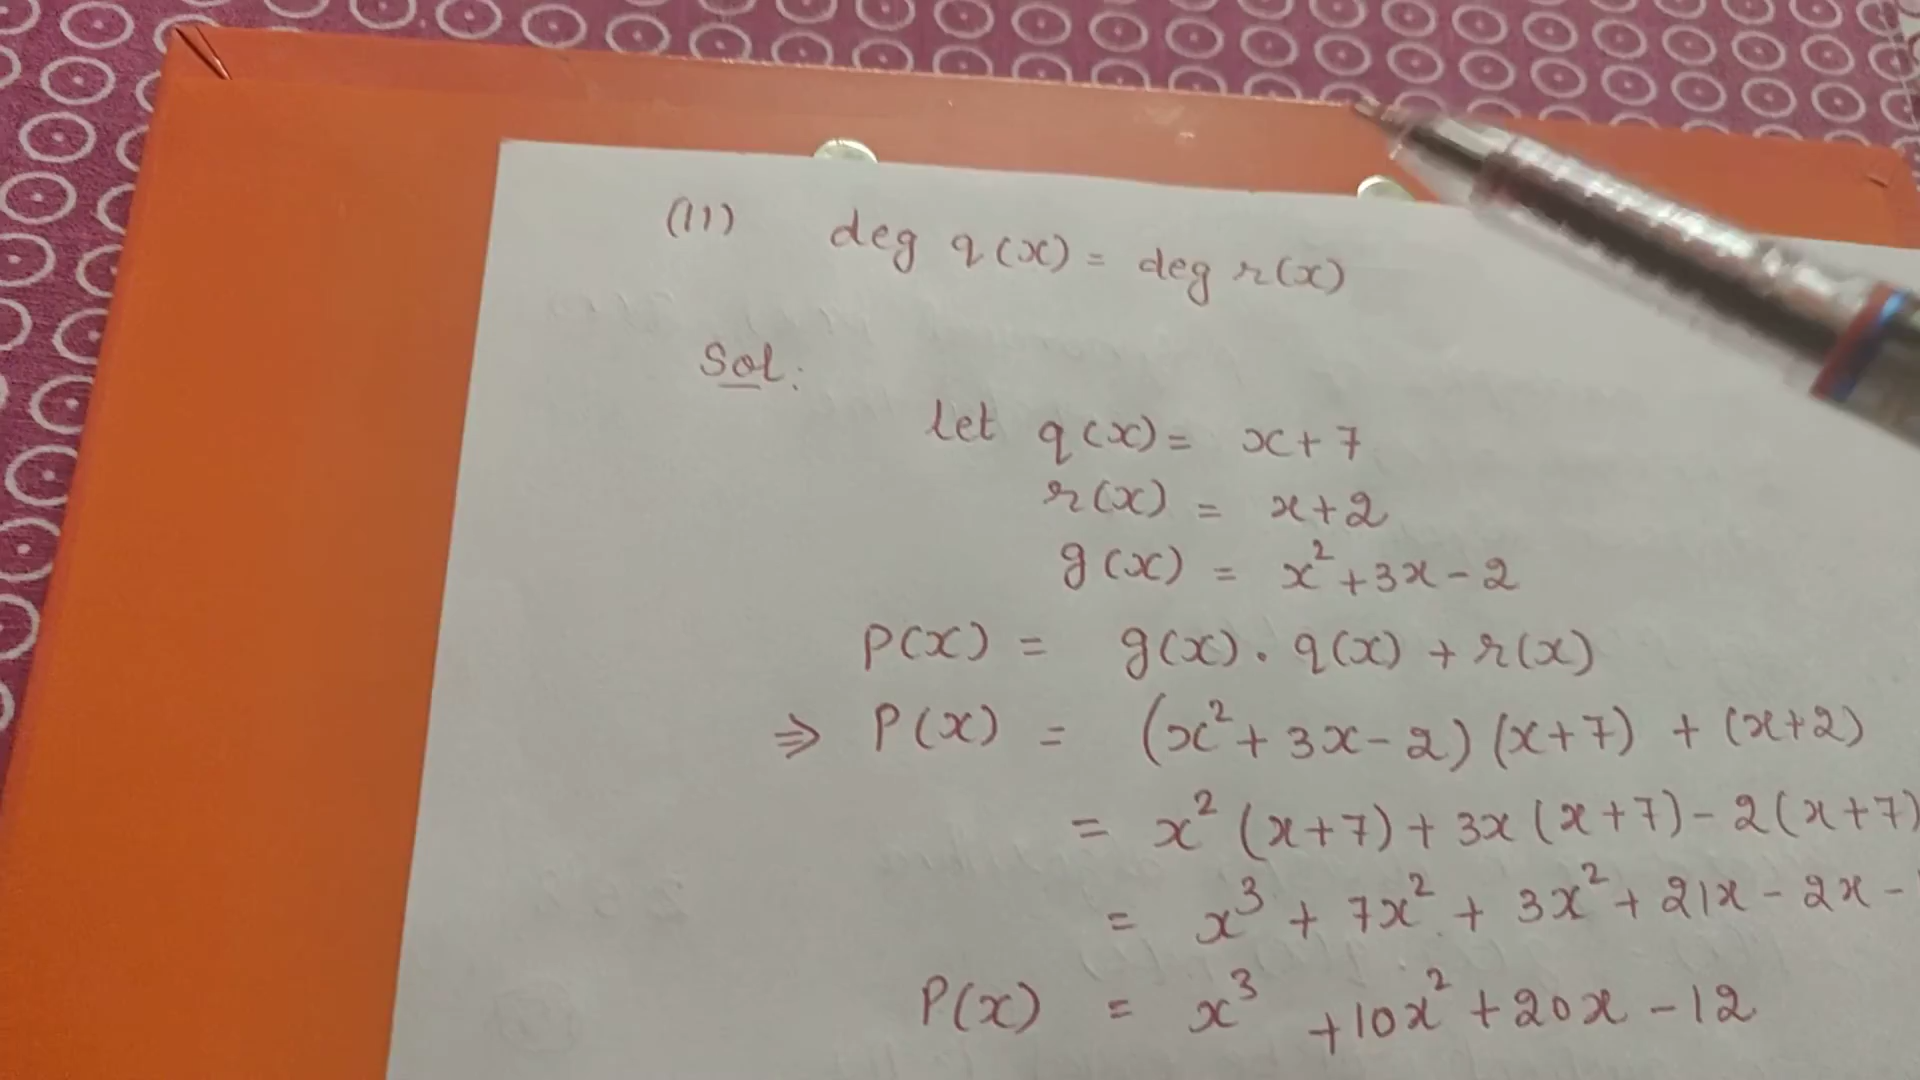 (11) deg q(x) = deg r(x)
Sol:
Let q(x) = x+7
r(x) = x+2
g(x) = x²+3x-2
P(x) = g(x). q(x) + r(x)
⇒ P(x) = (x²+3x-2) (x+7) + (x+2)
= x² (x+7) + 3x (x+7) - 2(x+7)
= x³ + 7x² + 3x² + 21x - 2x -
P(x) = x³ +10x² +20x -12